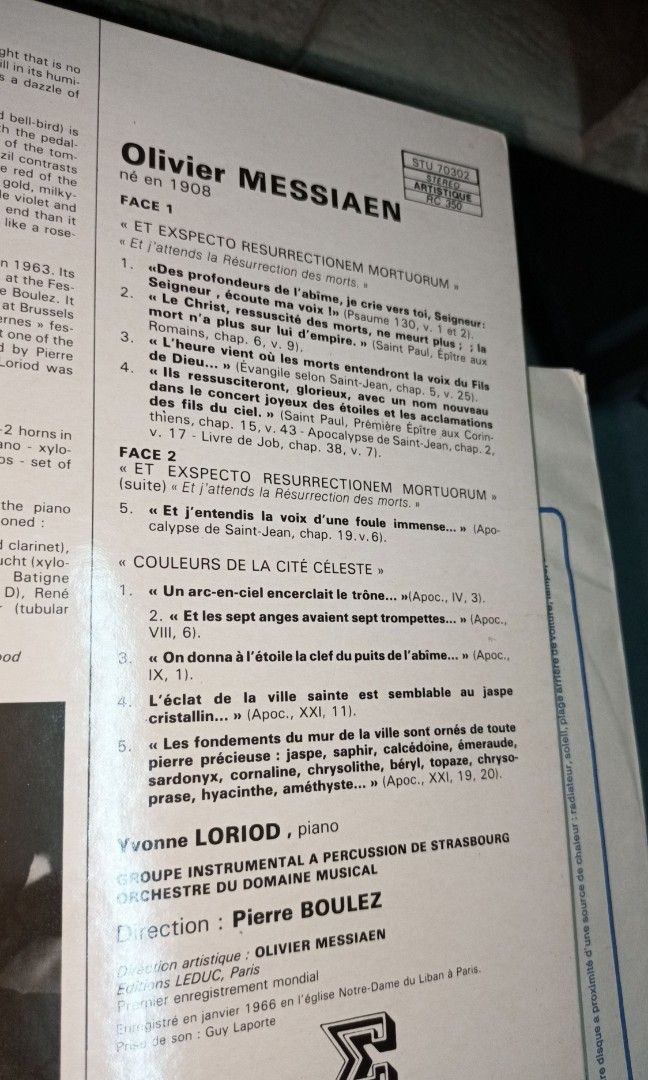 ght that is no
ill in its humi-
s a dazzle of
d bell-bird) is
th the pedal-
of the tom-
zil contrasts
e red of the
gold, milky-
le violet and
end than it
like a rose-
n 1963. Its
at the Fes-
e Boulez. It
at Brussels
ernes » fes-
t one of the
d by Pierre
Loriod was
-2 horns in
ano - xylo-
os - set of
the piano
oned :
d clarinet),
ucht (xylo-
Batigne
D), René
r (tubular
ood
Olivier MESSIAEN
né en 1908
STU 70302
STEREO
ARTISTIQUE
RC 350
FACE 1
« ET EXSPECTO RESURRECTIONEM MORTUORUM »
« Et j'attends la Résurrection des morts. »
1. «Des profondeurs de l'abîme, je crie vers toi, Seigneur:
Seigneur , écoute ma voix !» (Psaume 130, v. 1 et 2).
2. « Le Christ, ressuscité des morts, ne meurt plus ; ; la
mort n'a plus sur lui d'empire. » (Saint Paul, Épître aux
Romains, chap. 6, v. 9).
3. « L'heure vient où les morts entendront la voix du Fils
de Dieu... » (Évangile selon Saint-Jean, chap. 5, v. 25).
4. « Ils ressusciteront, glorieux, avec un nom nouveau
dans le concert joyeux des étoiles et les acclamations
des fils du ciel. » (Saint Paul, Prémière Épître aux Corin-
thiens, chap. 15, v. 43 - Apocalypse de Saint-Jean, chap. 2,
v. 17 - Livre de Job, chap. 38, v. 7).
FACE 2
« ET EXSPECTO RESURRECTIONEM MORTUORUM »
(suite) « Et j'attends la Résurrection des morts. »
5. « Et j'entendis la voix d'une foule immense... » (Apo-
calypse de Saint-Jean, chap. 19.v.6).
« COULEURS DE LA CITÉ CÉLESTE »
1. « Un arc-en-ciel encerclait le trône... »(Apoc., IV, 3).
2. « Et les sept anges avaient sept trompettes... » (Apoc.,
VIII, 6).
3. « On donna à l'étoile la clef du puits de l'abîme... » (Apoc.,
IX, 1).
4. L'éclat de la ville sainte est semblable au jaspe
cristallin... » (Apoc., XXI, 11).
5. « Les fondements du mur de la ville sont ornés de toute
pierre précieuse : jaspe, saphir, calcédoine, émeraude,
sardonyx, cornaline, chrysolithe, béryl, topaze, chryso-
prase, hyacinthe, améthyste... » (Apoc., XXI, 19, 20).
Yvonne LORIOD , piano
GROUPE INSTRUMENTAL A PERCUSSION DE STRASBOURG
ORCHESTRE DU DOMAINE MUSICAL
Direction : Pierre BOULEZ
Direction artistique : OLIVIER MESSIAEN
Editions LEDUC, Paris
Premier enregistrement mondial
Enregistré en janvier 1966 en l'église Notre-Dame du Liban à Paris.
Prise de son : Guy Laporte
re disque a proximité d'une source de chaleur : radiateur, soleil, plage arrière de voiture, lampe,